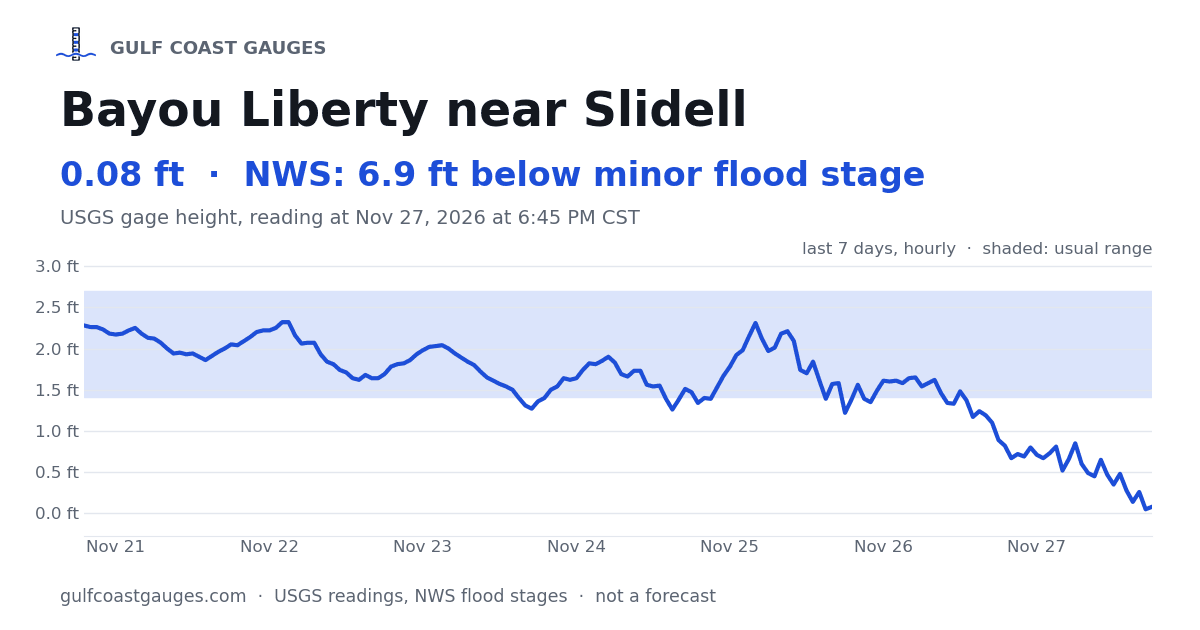 GULF COAST GAUGES
Bayou Liberty near Slidell
0.08 ft · NWS: 6.9 ft below minor flood stage
USGS gage height, reading at Nov 27, 2026 at 6:45 PM CST
last 7 days, hourly · shaded: usual range
3.0 ft
2.5 ft
2.0 ft
1.5 ft
1.0 ft
0.5 ft
0.0 ft
Nov 21 Nov 22 Nov 23 Nov 24 Nov 25 Nov 26 Nov 27
gulfcoastgauges.com · USGS readings, NWS flood stages · not a forecast